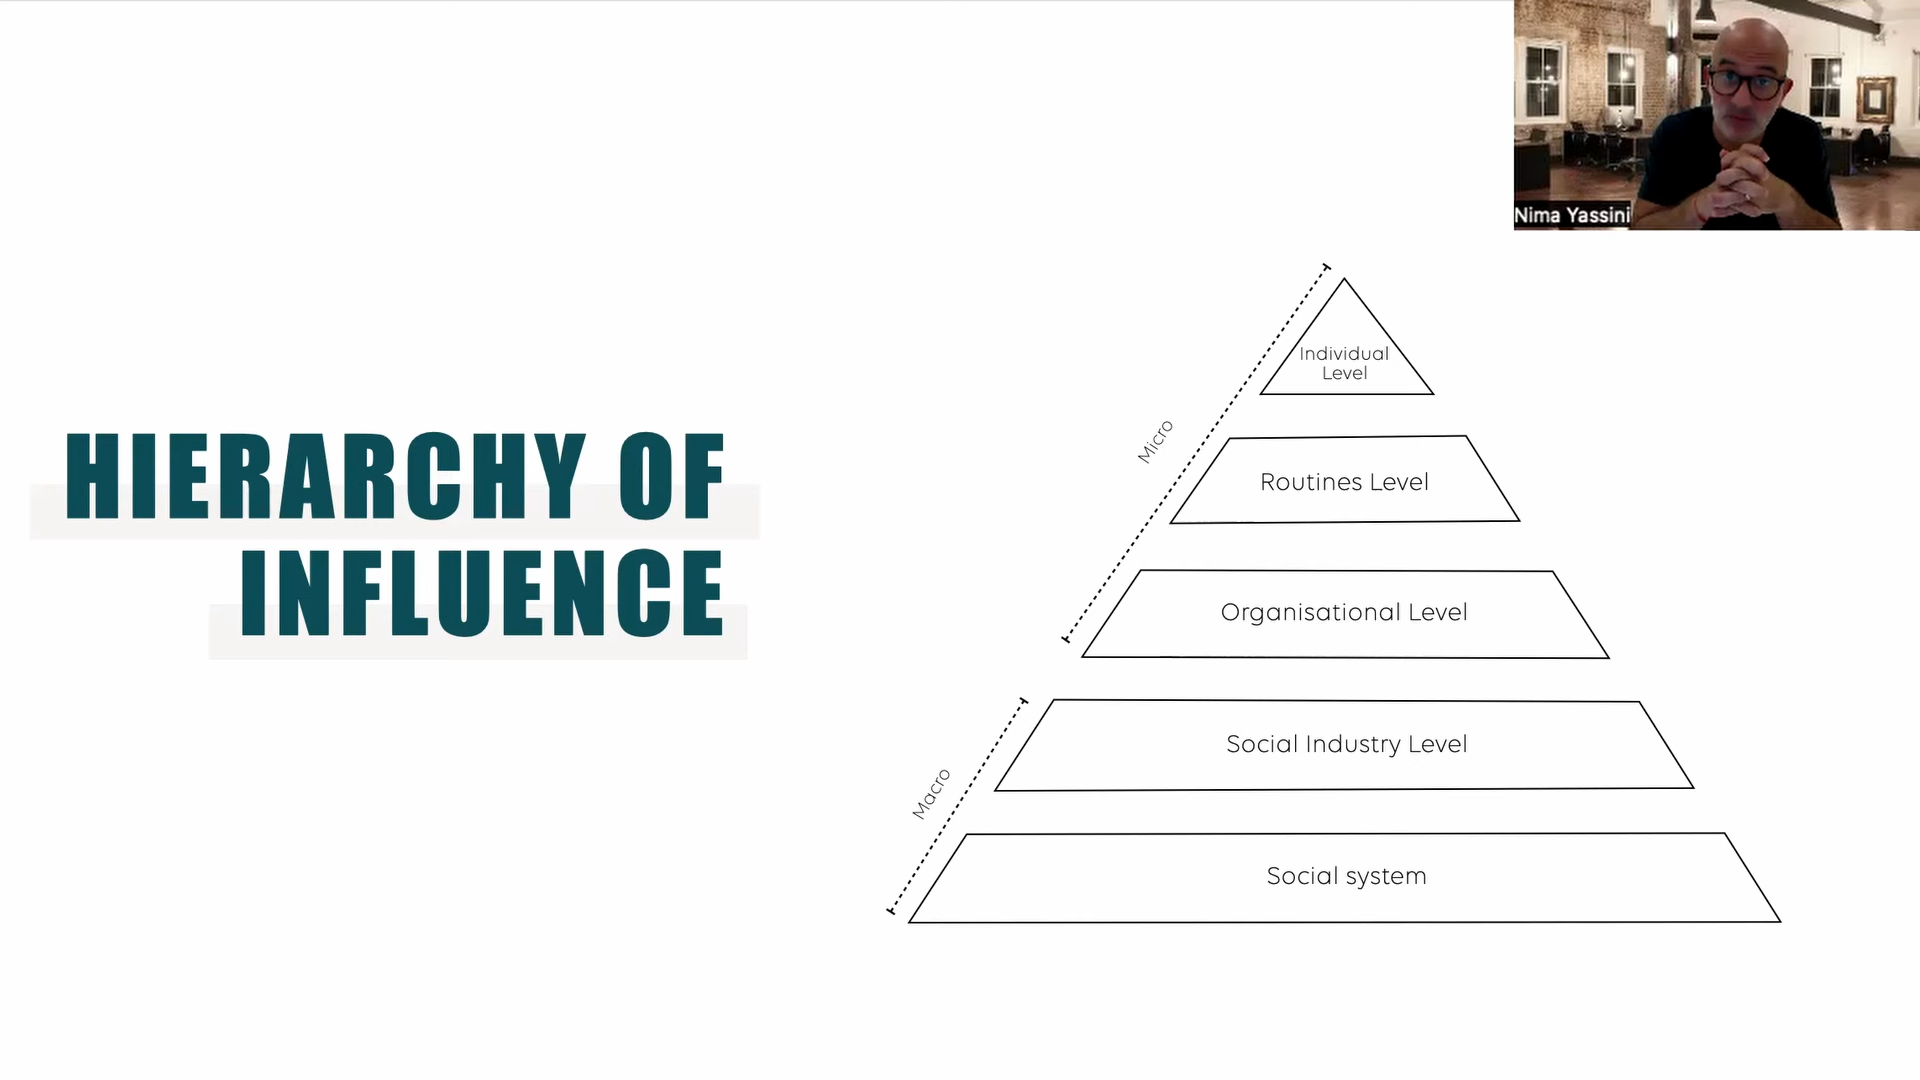 Nima Yassini
HIERARCHY OF
INFLUENCE
Micro
Individual
Level
Routines Level
Organisational Level
Macro
Social Industry Level
Social system